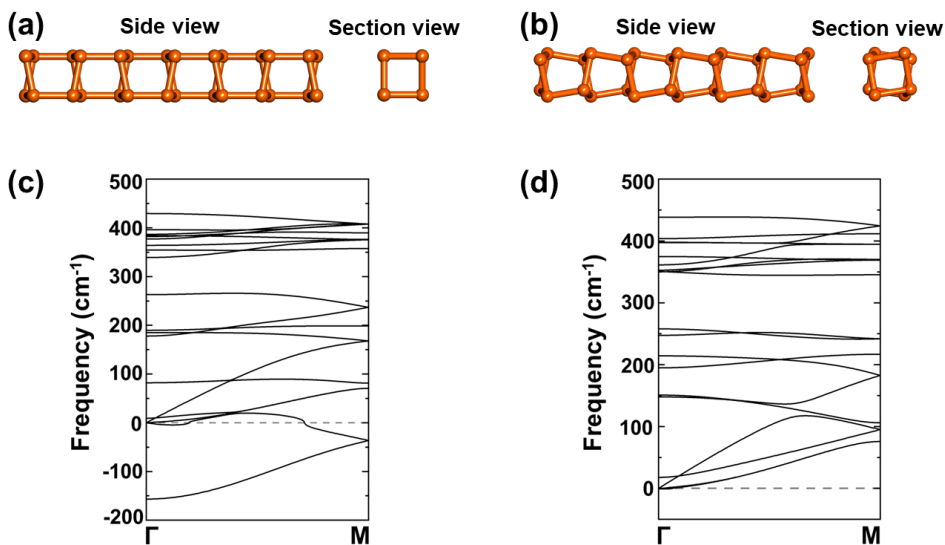 (a) Side view Section view
(b) Side view Section view
(c)
500
400
300
200
100
0
-100
-200
Frequency (cm⁻¹)
Γ M
(d)
500
400
300
200
100
0
Frequency (cm⁻¹)
Γ M